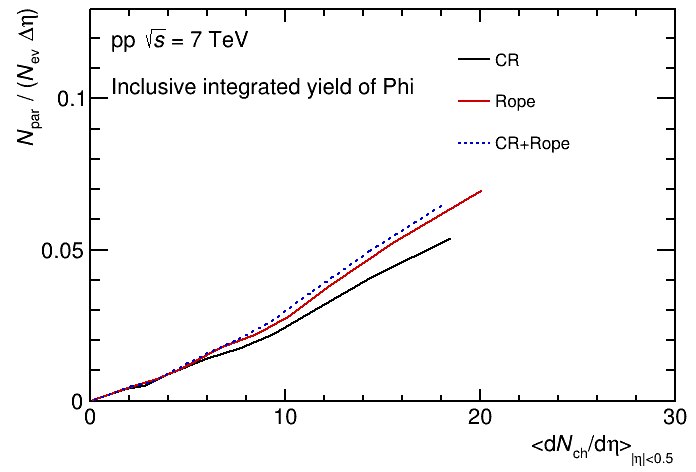 pp √s = 7 TeV
Inclusive integrated yield of Phi
CR
Rope
CR+Rope
N_par / (N_ev Δη)
0.1
0.05
0
0
10
20
30
<dN_ch/dη>_|η|<0.5